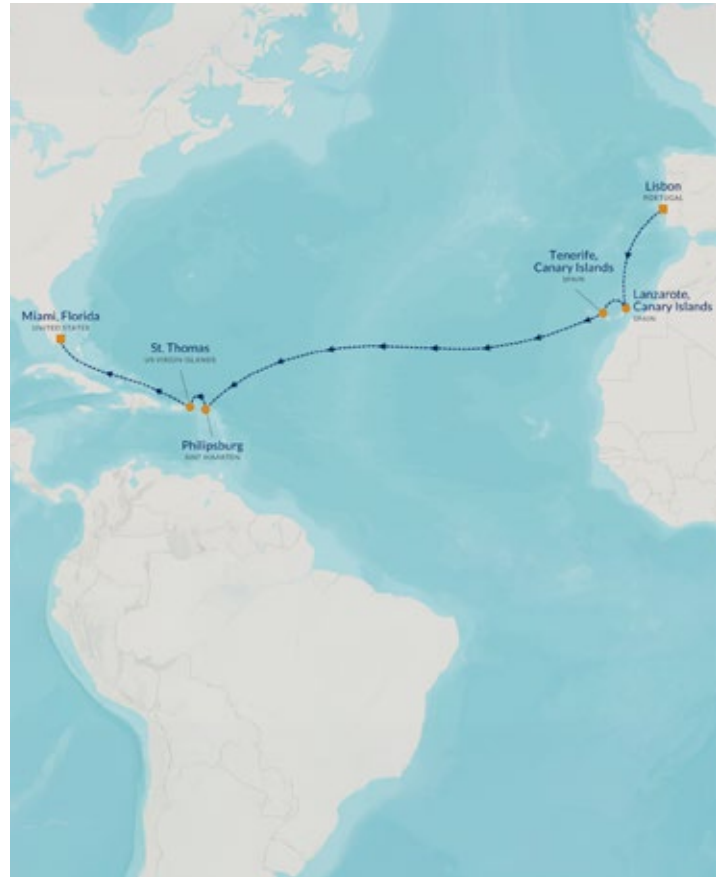 Lisbon
PORTUGAL
Tenerife,
Canary Islands
SPAIN
Lanzarote,
Canary Islands
SPAIN
Miami, Florida
UNITED STATES
St. Thomas
US VIRGIN ISLANDS
Philipsburg
SINT MAARTEN